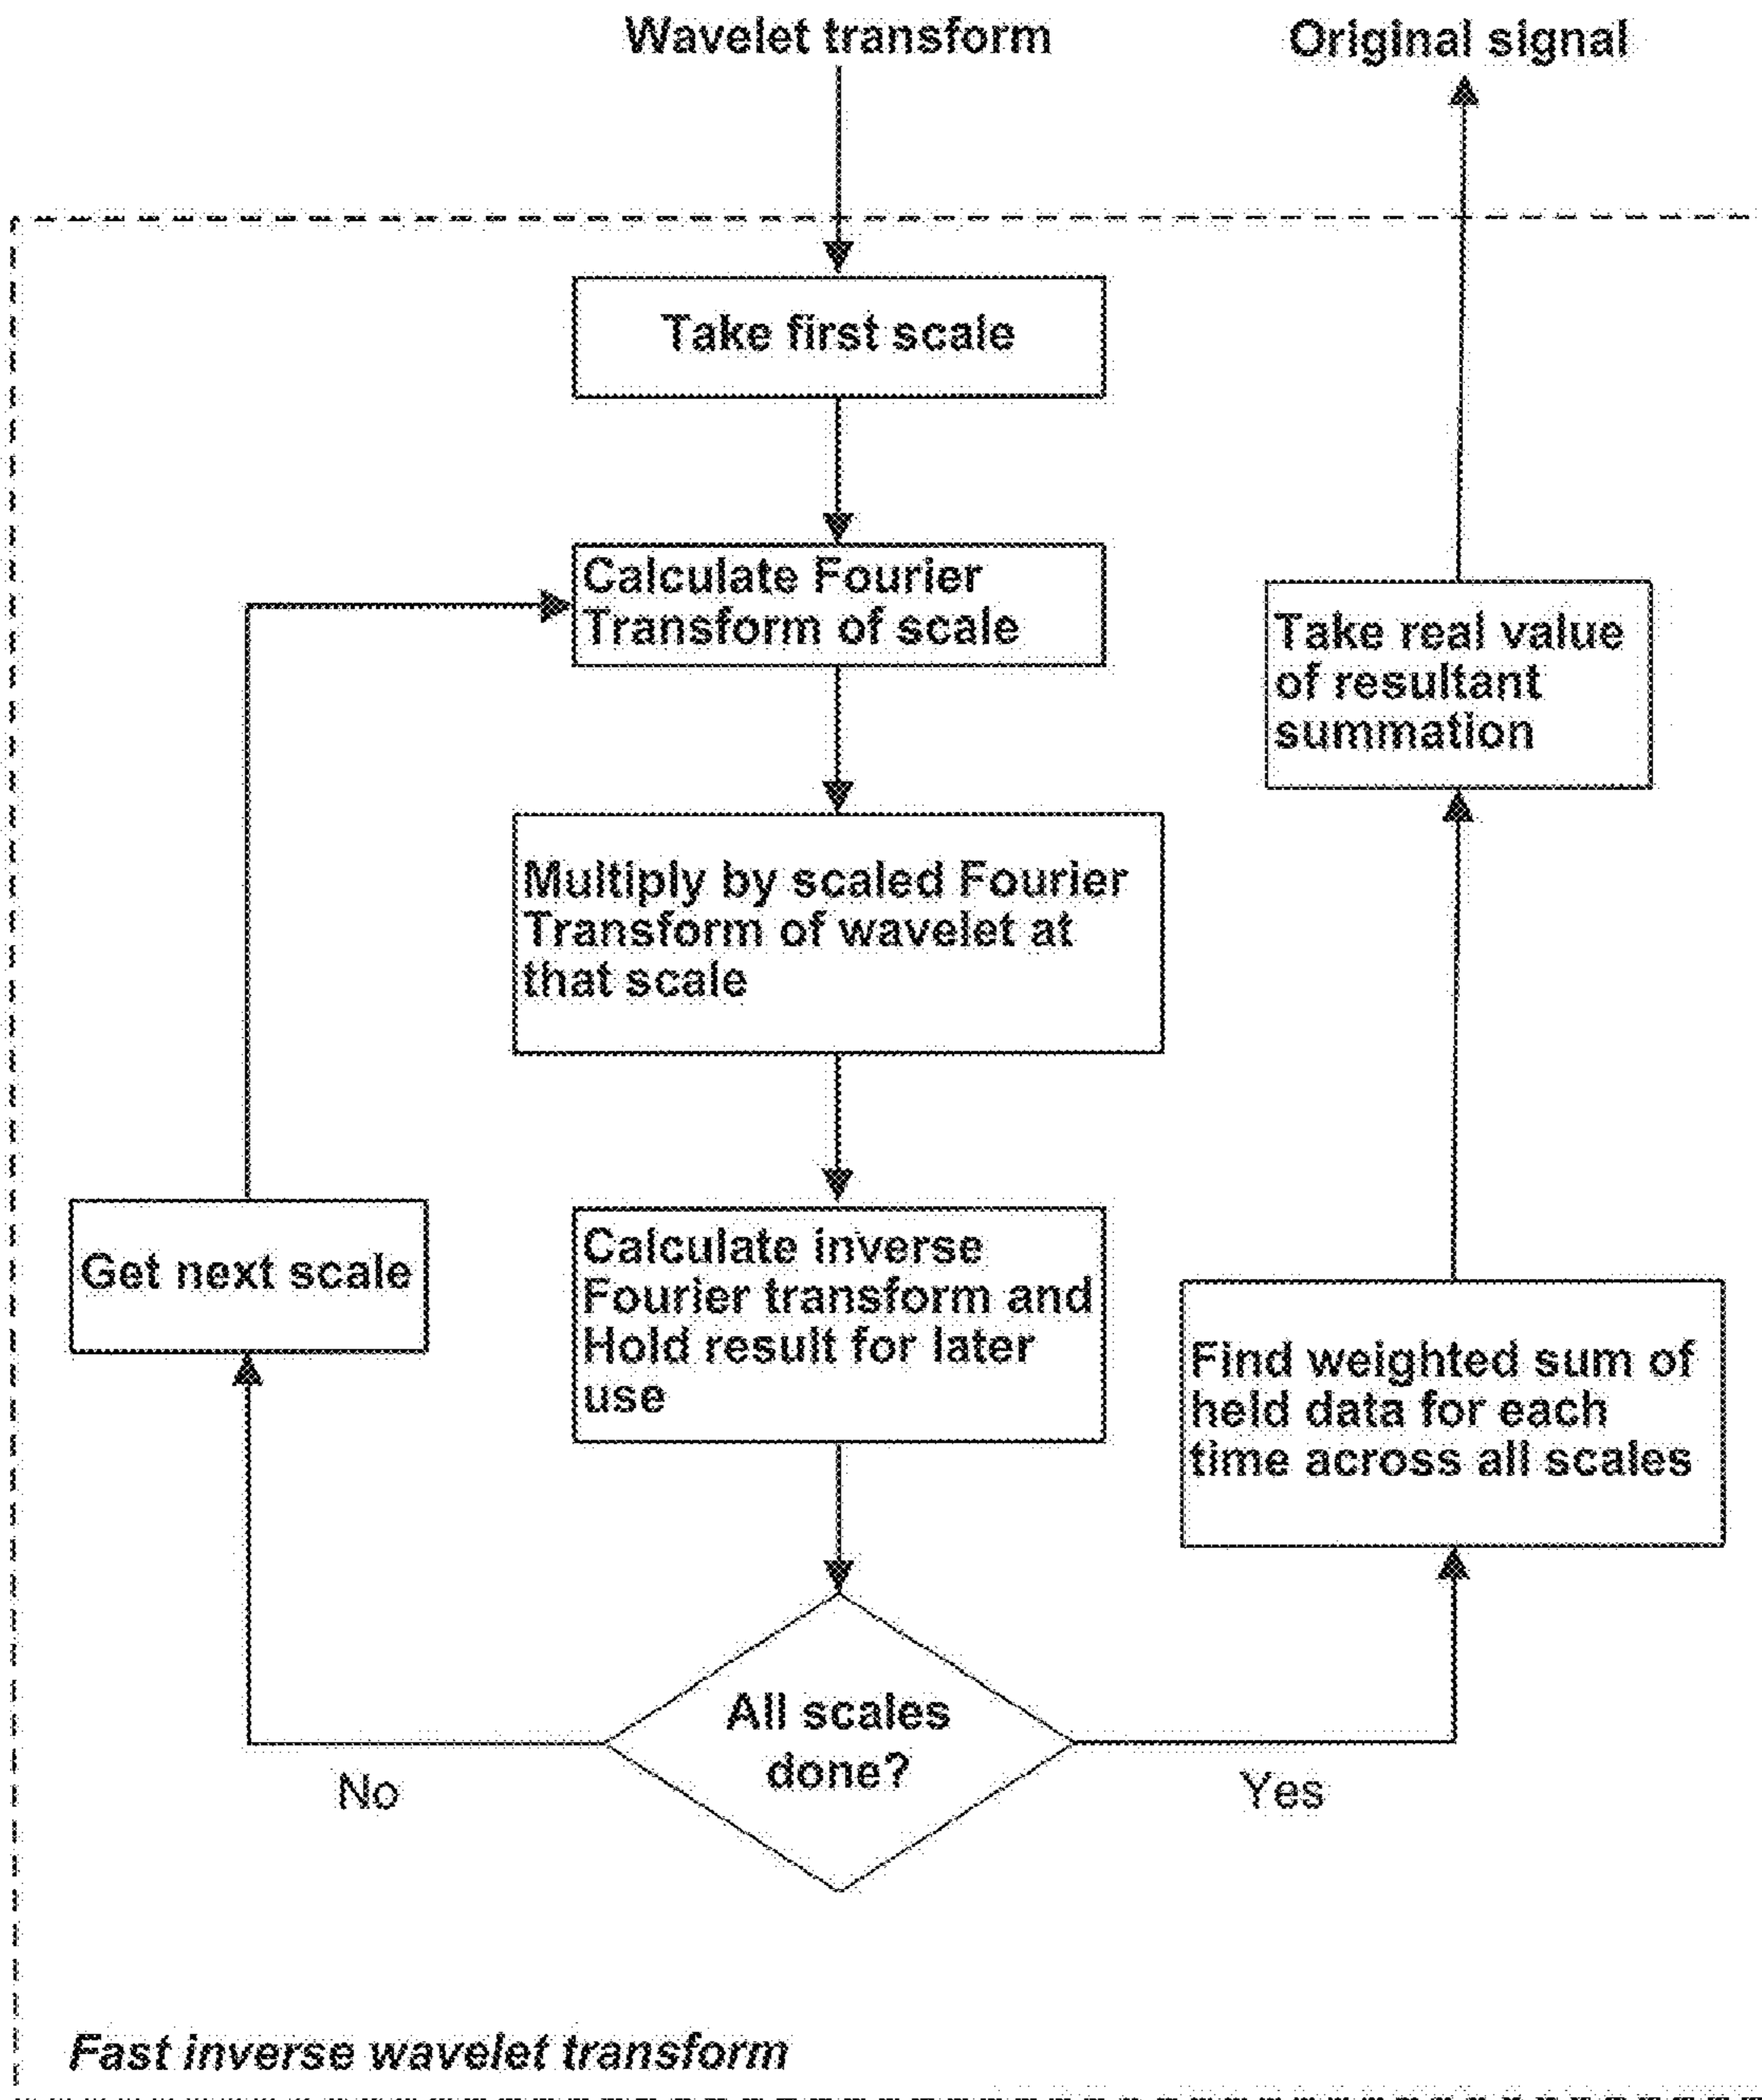 Wavelet transform
Original signal
Take first scale
Calculate Fourier
Transform of scale
Take real value
of resultant
summation
Multiply by scaled Fourier
Transform of wavelet at
that scale
Get next scale
Calculate inverse
Fourier transform and
Hold result for later
use
Find weighted sum of
held data for each
time across all scales
All scales
done?
No
Yes
Fast inverse wavelet transform